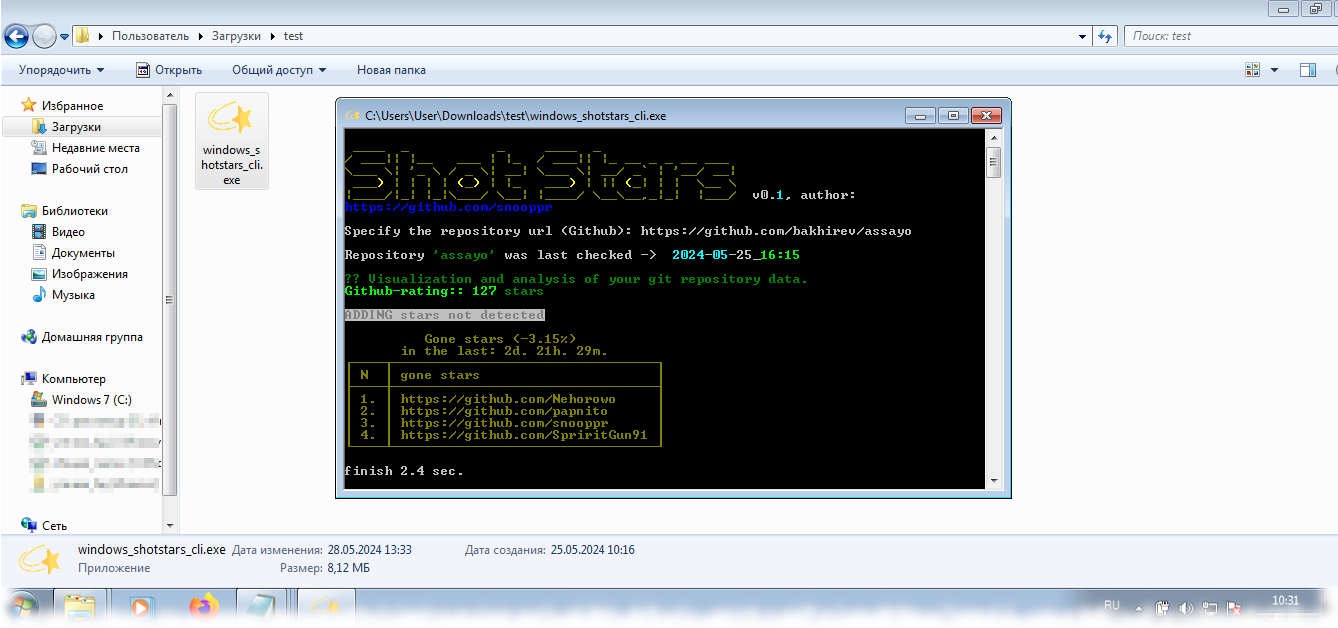 Пользователь Загрузки test
Поиск: test
Упорядочить Открыть Общий доступ Новая папка
Избранное
Загрузки
Недавние места
Рабочий стол
Библиотеки
Видео
Документы
Изображения
Музыка
Домашняя группа
Компьютер
Windows 7 (C:)
Сеть
windows_s
hotstars_cli.
exe
C:\Users\User\Downloads\test\windows_shotstars_cli.exe
ShotStars v0.1, author:
https://github.com/snooppr
Specify the repository url (Github): https://github.com/bakhirev/assayo
Repository 'assayo' was last checked -> 2024-05-25_16:15
?? Visualization and analysis of your git repository data.
Github-rating:: 127 stars
ADDING stars not detected
Gone stars (-3.15%)
in the last: 2d. 21h. 29m.
N gone stars
1. https://github.com/Nehorowo
2. https://github.com/papnito
3. https://github.com/snooppr
4. https://github.com/SpriritGun91
finish 2.4 sec.
windows_shotstars_cli.exe Дата изменения: 28.05.2024 13:33 Дата создания: 25.05.2024 10:16
Приложение Размер: 8,12 МБ
RU 10:31